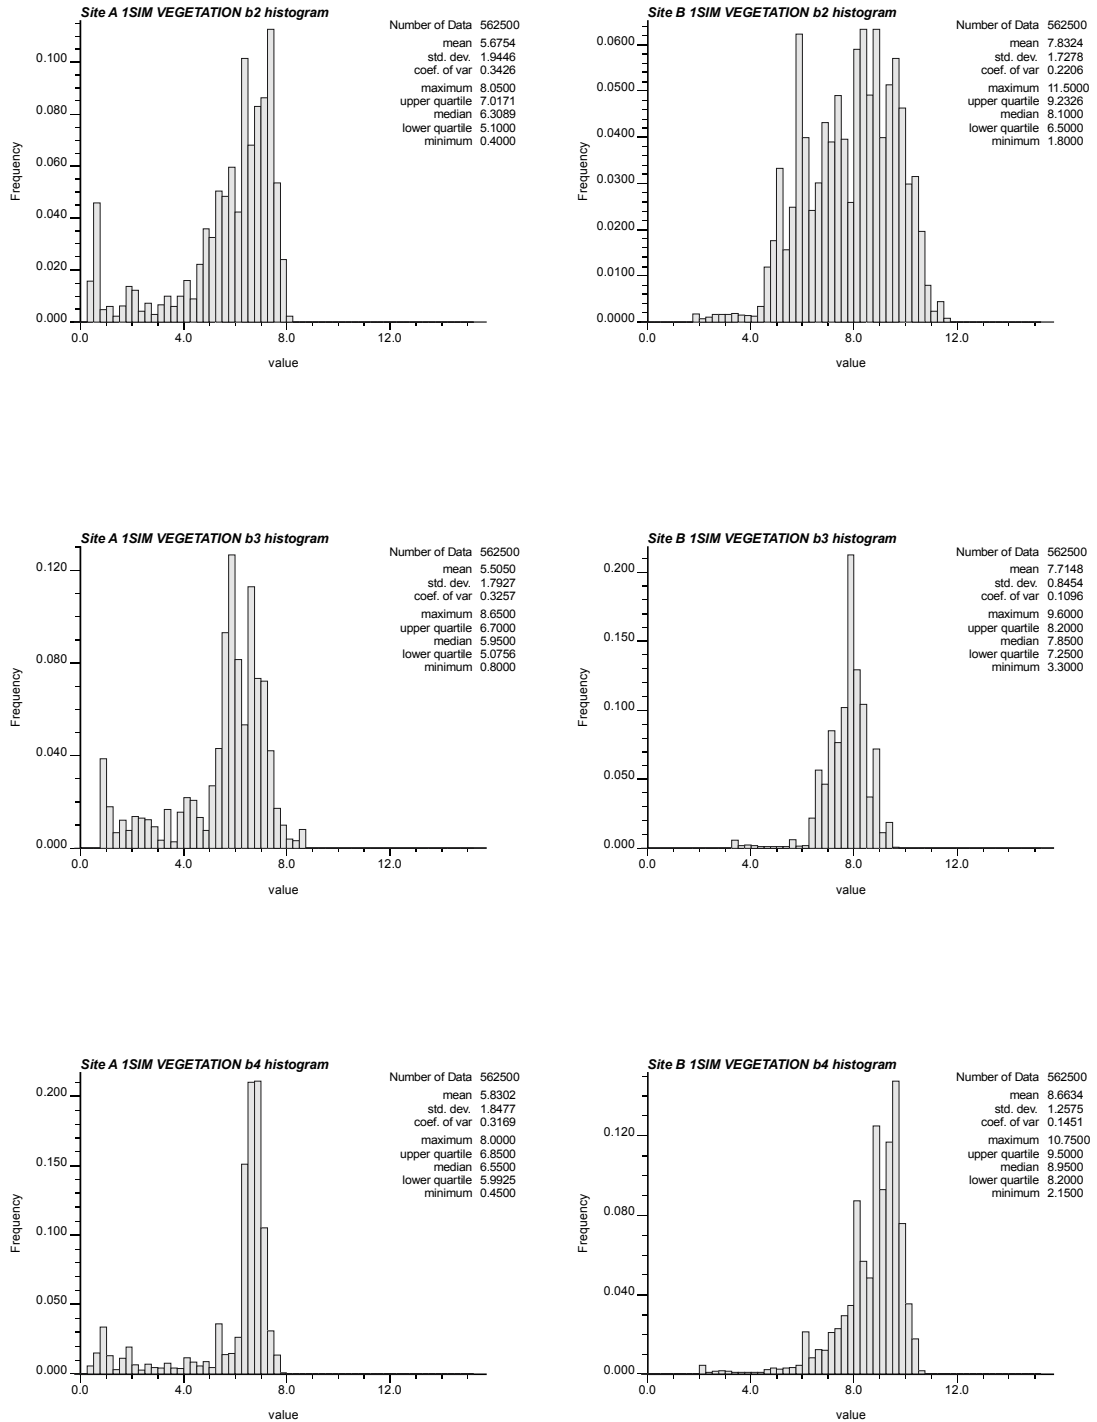 Site A 1SIM VEGETATION b2 histogram
Number of Data 562500
mean 5.6754
std. dev. 1.9446
coef. of var 0.3426
maximum 8.0500
upper quartile 7.0171
median 6.3089
lower quartile 5.1000
minimum 0.4000
Frequency
0.100
0.080
0.060
0.040
0.020
0.000
0.0 4.0 8.0 12.0
value
Site B 1SIM VEGETATION b2 histogram
Number of Data 562500
mean 7.8324
std. dev. 1.7278
coef. of var 0.2206
maximum 11.5000
upper quartile 9.2326
median 8.1000
lower quartile 6.5000
minimum 1.8000
Frequency
0.0600
0.0500
0.0400
0.0300
0.0200
0.0100
0.0000
0.0 4.0 8.0 12.0
value
Site A 1SIM VEGETATION b3 histogram
Number of Data 562500
mean 5.5050
std. dev. 1.7927
coef. of var 0.3257
maximum 8.6500
upper quartile 6.7000
median 5.9500
lower quartile 5.0756
minimum 0.8000
Frequency
0.120
0.080
0.040
0.000
0.0 4.0 8.0 12.0
value
Site B 1SIM VEGETATION b3 histogram
Number of Data 562500
mean 7.7148
std. dev. 0.8454
coef. of var 0.1096
maximum 9.6000
upper quartile 8.2000
median 7.8500
lower quartile 7.2500
minimum 3.3000
Frequency
0.200
0.150
0.100
0.050
0.000
0.0 4.0 8.0 12.0
value
Site A 1SIM VEGETATION b4 histogram
Number of Data 562500
mean 5.8302
std. dev. 1.8477
coef. of var 0.3169
maximum 8.0000
upper quartile 6.8500
median 6.5500
lower quartile 5.9925
minimum 0.4500
Frequency
0.200
0.150
0.100
0.050
0.000
0.0 4.0 8.0 12.0
value
Site B 1SIM VEGETATION b4 histogram
Number of Data 562500
mean 8.6634
std. dev. 1.2575
coef. of var 0.1451
maximum 10.7500
upper quartile 9.5000
median 8.9500
lower quartile 8.2000
minimum 2.1500
Frequency
0.120
0.080
0.040
0.000
0.0 4.0 8.0 12.0
value